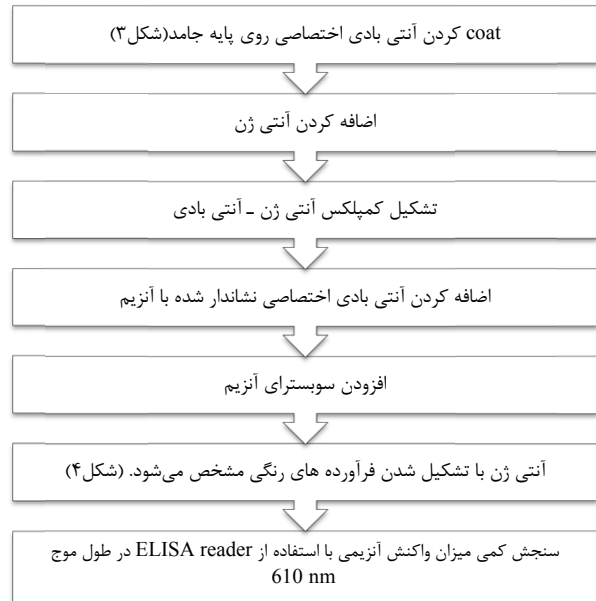 coat کردن آنتی بادی اختصاصی روی پایه جامد(شکل۳)
اضافه کردن آنتی ژن
تشکیل کمپلکس آنتی ژن ـ آنتی بادی
اضافه کردن آنتی بادی اختصاصی نشاندار شده با آنزیم
افزودن سوبسترای آنزیم
آنتی ژن با تشکیل شدن فرآورده های رنگی مشخص می‌شود. (شکل۴)
سنجش کمی میزان واکنش آنزیمی با استفاده از ELISA reader در طول موج
610 nm